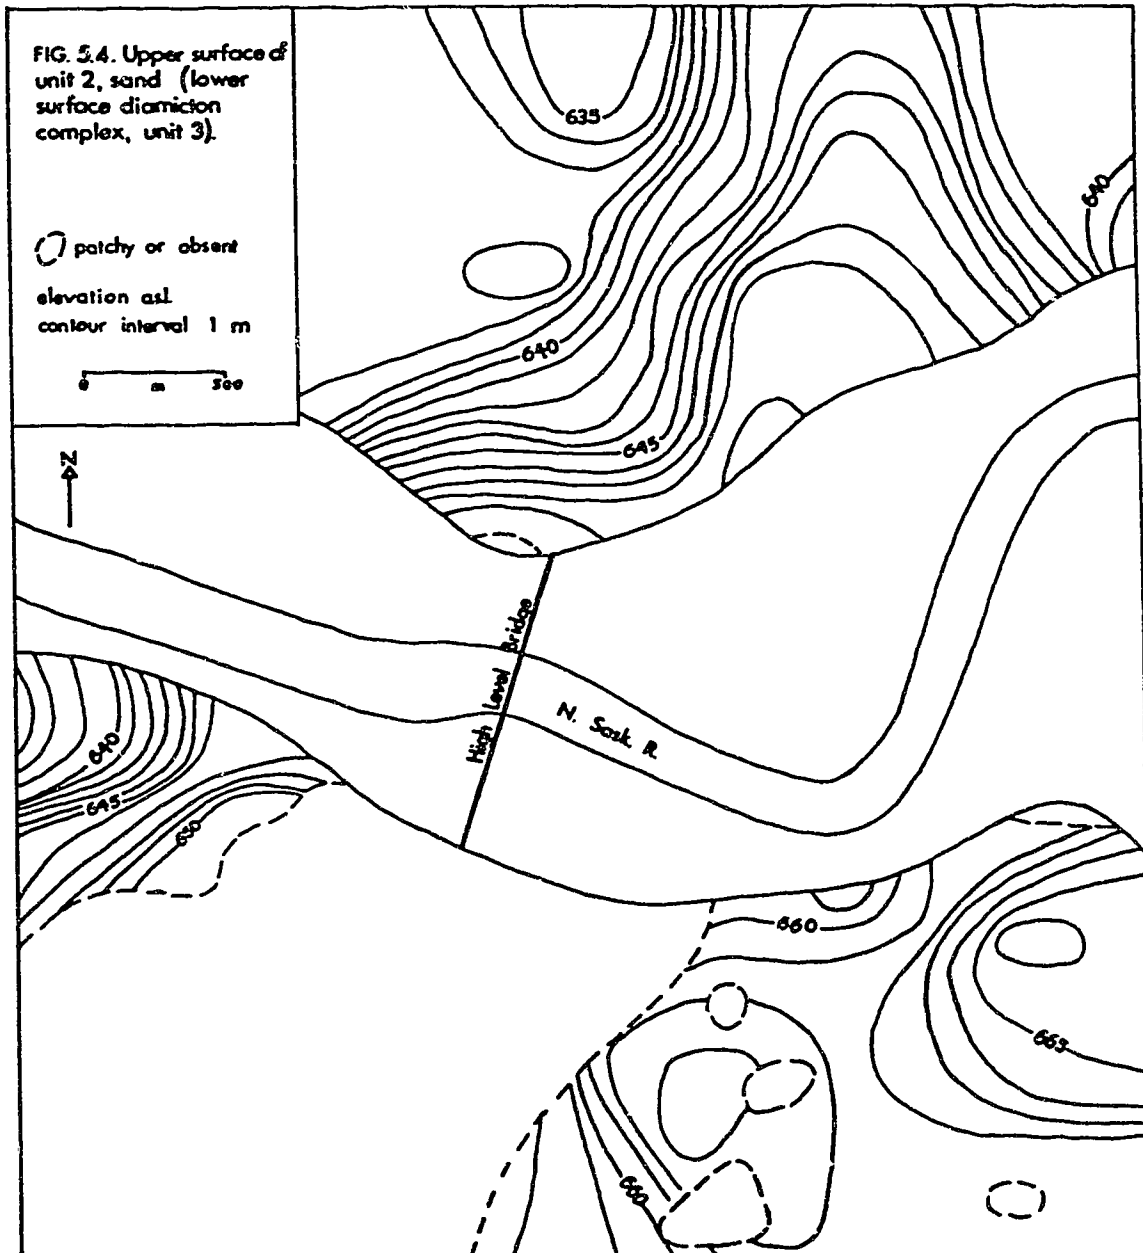 FIG. 5.4. Upper surface of
unit 2, sand (lower
surface diamicton
complex, unit 3).
patchy or absent
elevation asl
contour interval 1 m
0 m 500
635
640
640
645
N
High Level Bridge
N. Sask. R.
640
645
650
660
665
660